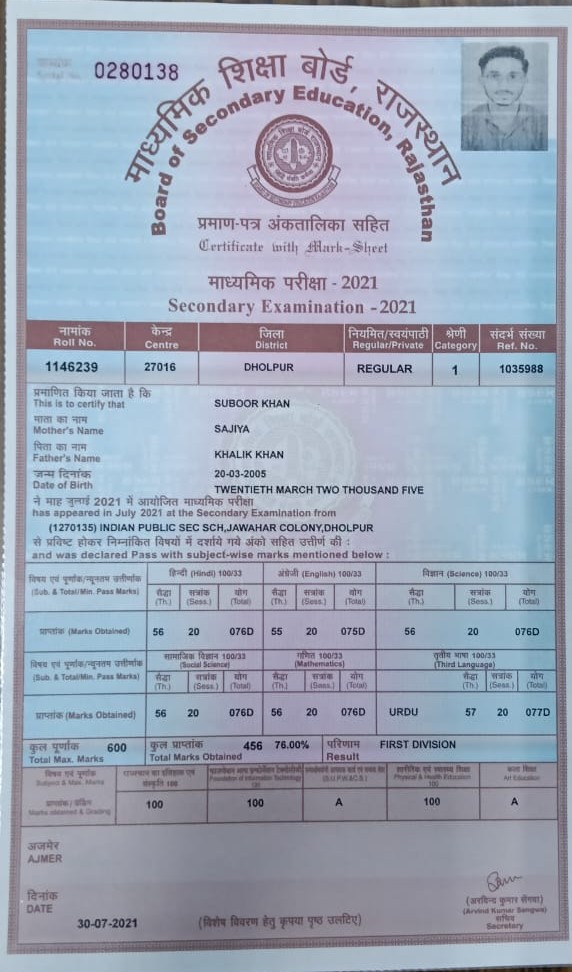 0280138
माध्यमिक शिक्षा बोर्ड, राजस्थान
Board of Secondary Education, Rajasthan
प्रमाण-पत्र अंकतालिका सहित
Certificate with Mark-Sheet
माध्यमिक परीक्षा - 2021
Secondary Examination - 2021
नामांक केन्द्र जिला नियमित/स्वयंपाठी श्रेणी संदर्भ संख्या
Roll No. Centre District Regular/Private Category Ref. No.
1146239 27016 DHOLPUR REGULAR 1 1035988
प्रमाणित किया जाता है कि
This is to certify that SUBOOR KHAN
माता का नाम
Mother's Name SAJIYA
पिता का नाम
Father's Name KHALIK KHAN
जन्म दिनांक 20-03-2005
Date of Birth TWENTIETH MARCH TWO THOUSAND FIVE
ने माह जुलाई 2021 में आयोजित माध्यमिक परीक्षा
has appeared in July 2021 at the Secondary Examination from
(1270135) INDIAN PUBLIC SEC SCH,JAWAHAR COLONY,DHOLPUR
से प्रविष्ट होकर निम्नांकित विषयों में दर्शाये गये अंको सहित उत्तीर्ण की :
and was declared Pass with subject-wise marks mentioned below :
विषय एवं पूर्णांक/न्यूनतम उत्तीर्णांक हिन्दी (Hindi) 100/33 अंग्रेजी (English) 100/33 विज्ञान (Science) 100/33
(Sub. & Total/Min. Pass Marks) सैद्धा सत्रांक योग सैद्धा सत्रांक योग सैद्धा सत्रांक योग
(Th.) (Sess.) (Total) (Th.) (Sess.) (Total) (Th.) (Sess.) (Total)
प्राप्तांक (Marks Obtained) 56 20 076D 55 20 075D 56 20 076D
विषय एवं पूर्णांक/न्यूनतम उत्तीर्णांक सामाजिक विज्ञान 100/33 गणित 100/33 तृतीय भाषा 100/33
(Social Science) (Mathematics) (Third Language)
(Sub. & Total/Min. Pass Marks) सैद्धा सत्रांक योग सैद्धा सत्रांक योग सैद्धा सत्रांक योग
(Th.) (Sess.) (Total) (Th.) (Sess.) (Total) (Th.) (Sess.) (Total)
प्राप्तांक (Marks Obtained) 56 20 076D 56 20 076D URDU 57 20 077D
कुल पूर्णांक 600 कुल प्राप्तांक 456 76.00% परिणाम FIRST DIVISION
Total Max. Marks Total Marks Obtained Result
विषय एवं पूर्णांक
Subject & Max. Marks Foundation of Information Technology (S.U.P.W.&C.S.) Physical & Health Education Art Education
100
Marks obtained & Grading 100 100 A 100 A
अजमेर
AJMER
दिनांक
DATE 30-07-2021 (विशेष विवरण हेतु कृपया पृष्ठ उलटिए)
(अरविन्द कुमार सेंगवा)
(Arvind Kumar Sengwa)
सचिव
Secretary